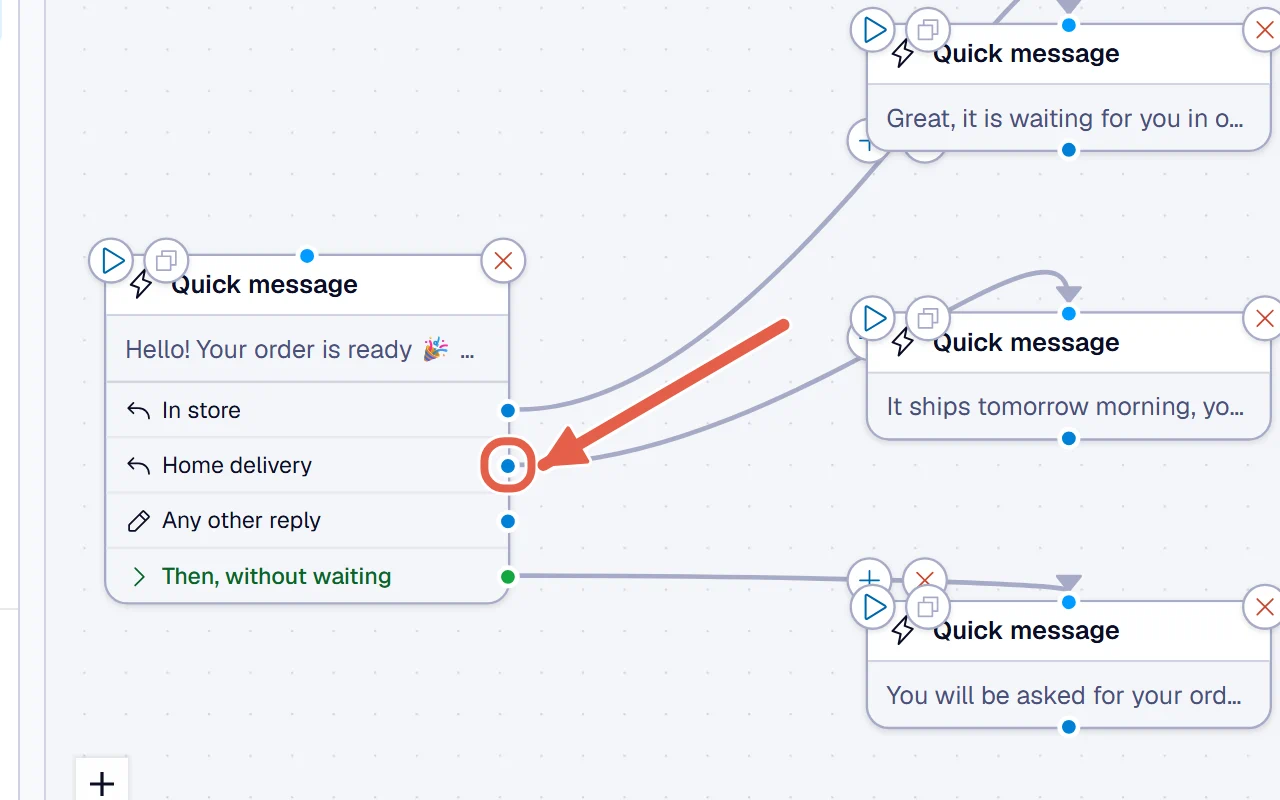 Quick message
Great, it is waiting for you in o...
Quick message
Hello! Your order is ready 🎉 ...
In store
Home delivery
Any other reply
Then, without waiting
Quick message
It ships tomorrow morning, yo...
Quick message
You will be asked for your ord...